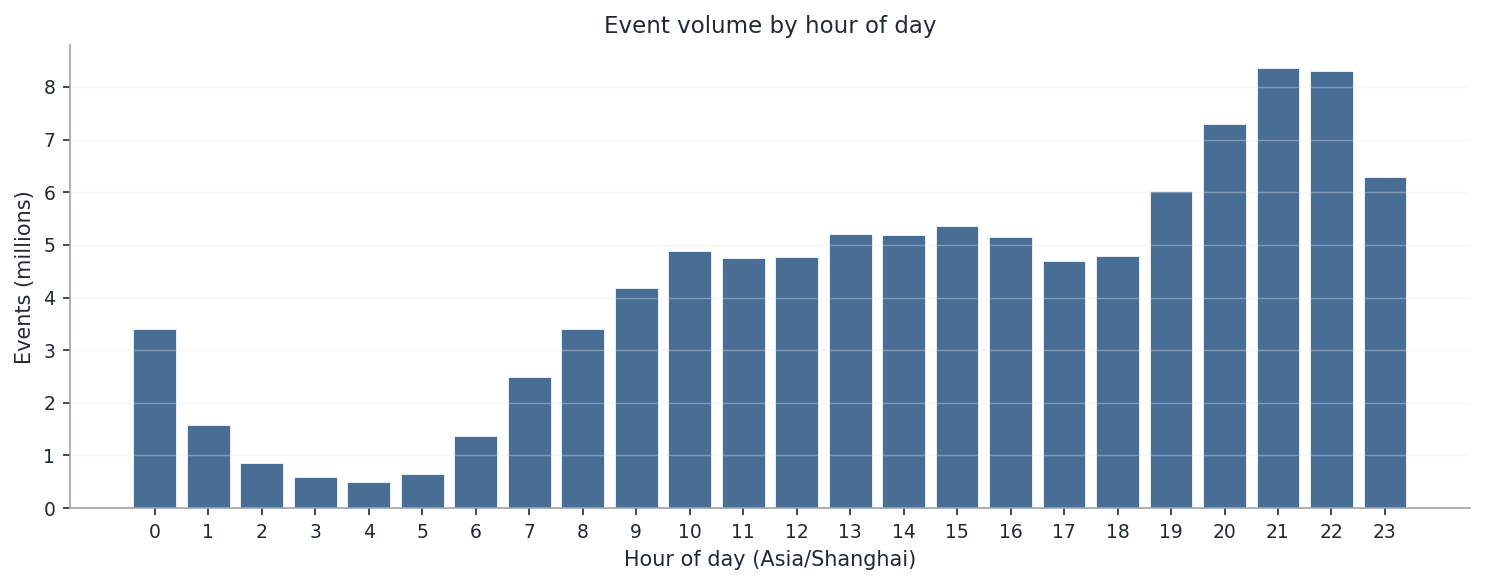 Event volume by hour of day
Events (millions)
8
7
6
5
4
3
2
1
0
0 1 2 3 4 5 6 7 8 9 10 11 12 13 14 15 16 17 18 19 20 21 22 23
Hour of day (Asia/Shanghai)